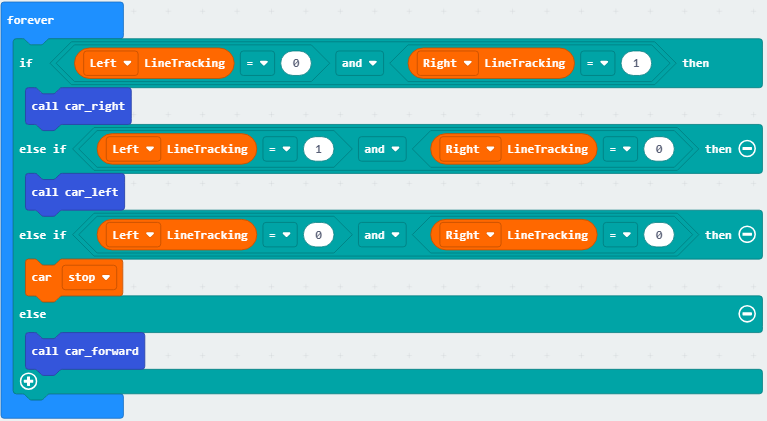 forever
if Left LineTracking = 0 and Right LineTracking = 1 then
call car_right
else if Left LineTracking = 1 and Right LineTracking = 0 then
call car_left
else if Left LineTracking = 0 and Right LineTracking = 0 then
car stop
else
call car_forward